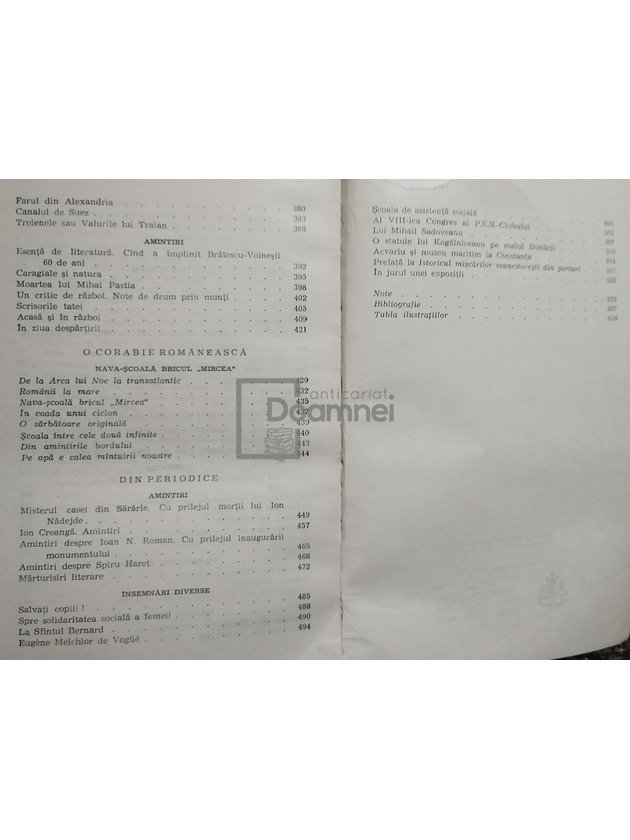 Farul din Alexandria . . . . . . . . . . 380
Canalul de Suez . . . . . . . . . . 383
Troienele sau Valurile lui Traian . . . . . . . 388
AMINTIRI
Esență de literatură. Cînd a împlinit Brătescu-Voinești
60 de ani . . . . . . . . . . 392
Caragiale și natura . . . . . . . . . . 395
Moartea lui Mihai Pastia . . . . . . . . . 398
Un critic de război. Note de drum prin munți . . . 402
Scrisorile tatei . . . . . . . . . . 405
Acasă și în război . . . . . . . . . . 409
În ziua despărțirii . . . . . . . . . . 421
O CORABIE ROMÂNEASCĂ
NAVA-ȘCOALĂ BRICUL „MIRCEA"
De la Arca lui Noe la transatlantic . . . . . . 429
Românii la mare . . . . . . . . . . 432
Nava-școală bricul „Mircea" . . . . . . . . 435
În coada unui ciclon . . . . . . . . . . 437
O sărbătoare originală . . . . . . . . . . 439
Școala între cele două infinite . . . . . . . 440
Din amintirile bordului . . . . . . . . . . 442
Pe apă e calea mîntuirii noastre . . . . . . . 444
DIN PERIODICE
AMINTIRI
Misterul casei din Sărărie. Cu prilejul morții lui Ion
Nădejde . . . . . . . . . . 449
Ion Creangă. Amintiri . . . . . . . . . . 457
Amintiri despre Ioan N. Roman. Cu prilejul inaugurării
monumentului . . . . . . . . . . 465
Amintiri despre Spiru Haret . . . . . . . . 468
Mărturisiri literare . . . . . . . . . . 472
ÎNSEMNĂRI DIVERSE
Salvați copiii ! . . . . . . . . . . 485
Spre solidaritatea socială a femeii . . . . . . 488
La Sfîntul Bernard . . . . . . . . . . 490
Eugène Melchior de Vogüé . . . . . . . . . 494
Școala de asistență socială . . . . . . . .
Al VIII-lea Congres al P.E.N.-Clubului . . . .
Lui Mihail Sadoveanu . . . . . . . . . .
O statuie lui Kogălniceanu pe malul Dunării . . .
Acvariu și muzeu maritim la Constanța . . . . .
Prefață la Istoricul mișcărilor muncitorești din porturi
În jurul unei expoziții . . . . . . . . . .
Note . . . . . . . . . .
Bibliografie . . . . . . . . . .
Tabla ilustrațiilor . . . . . . . . . .
anticariat
Doamnei